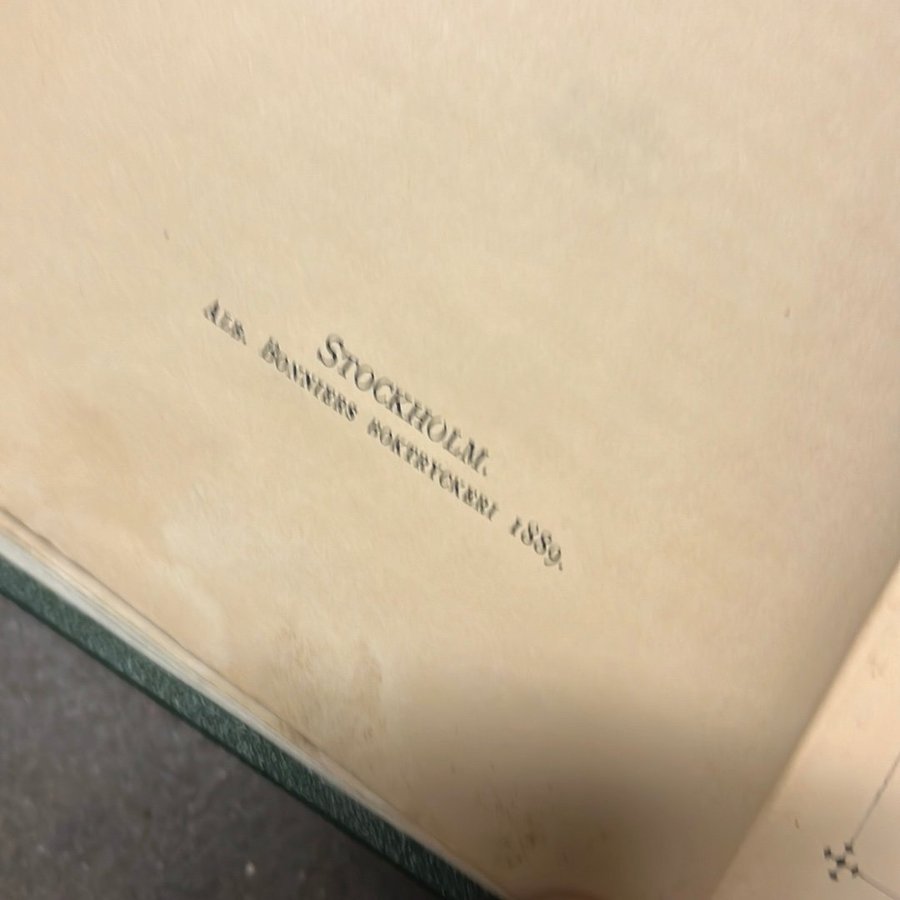 STOCKHOLM.
ALB. BONNIERS BOKTRYCKERI 1889.